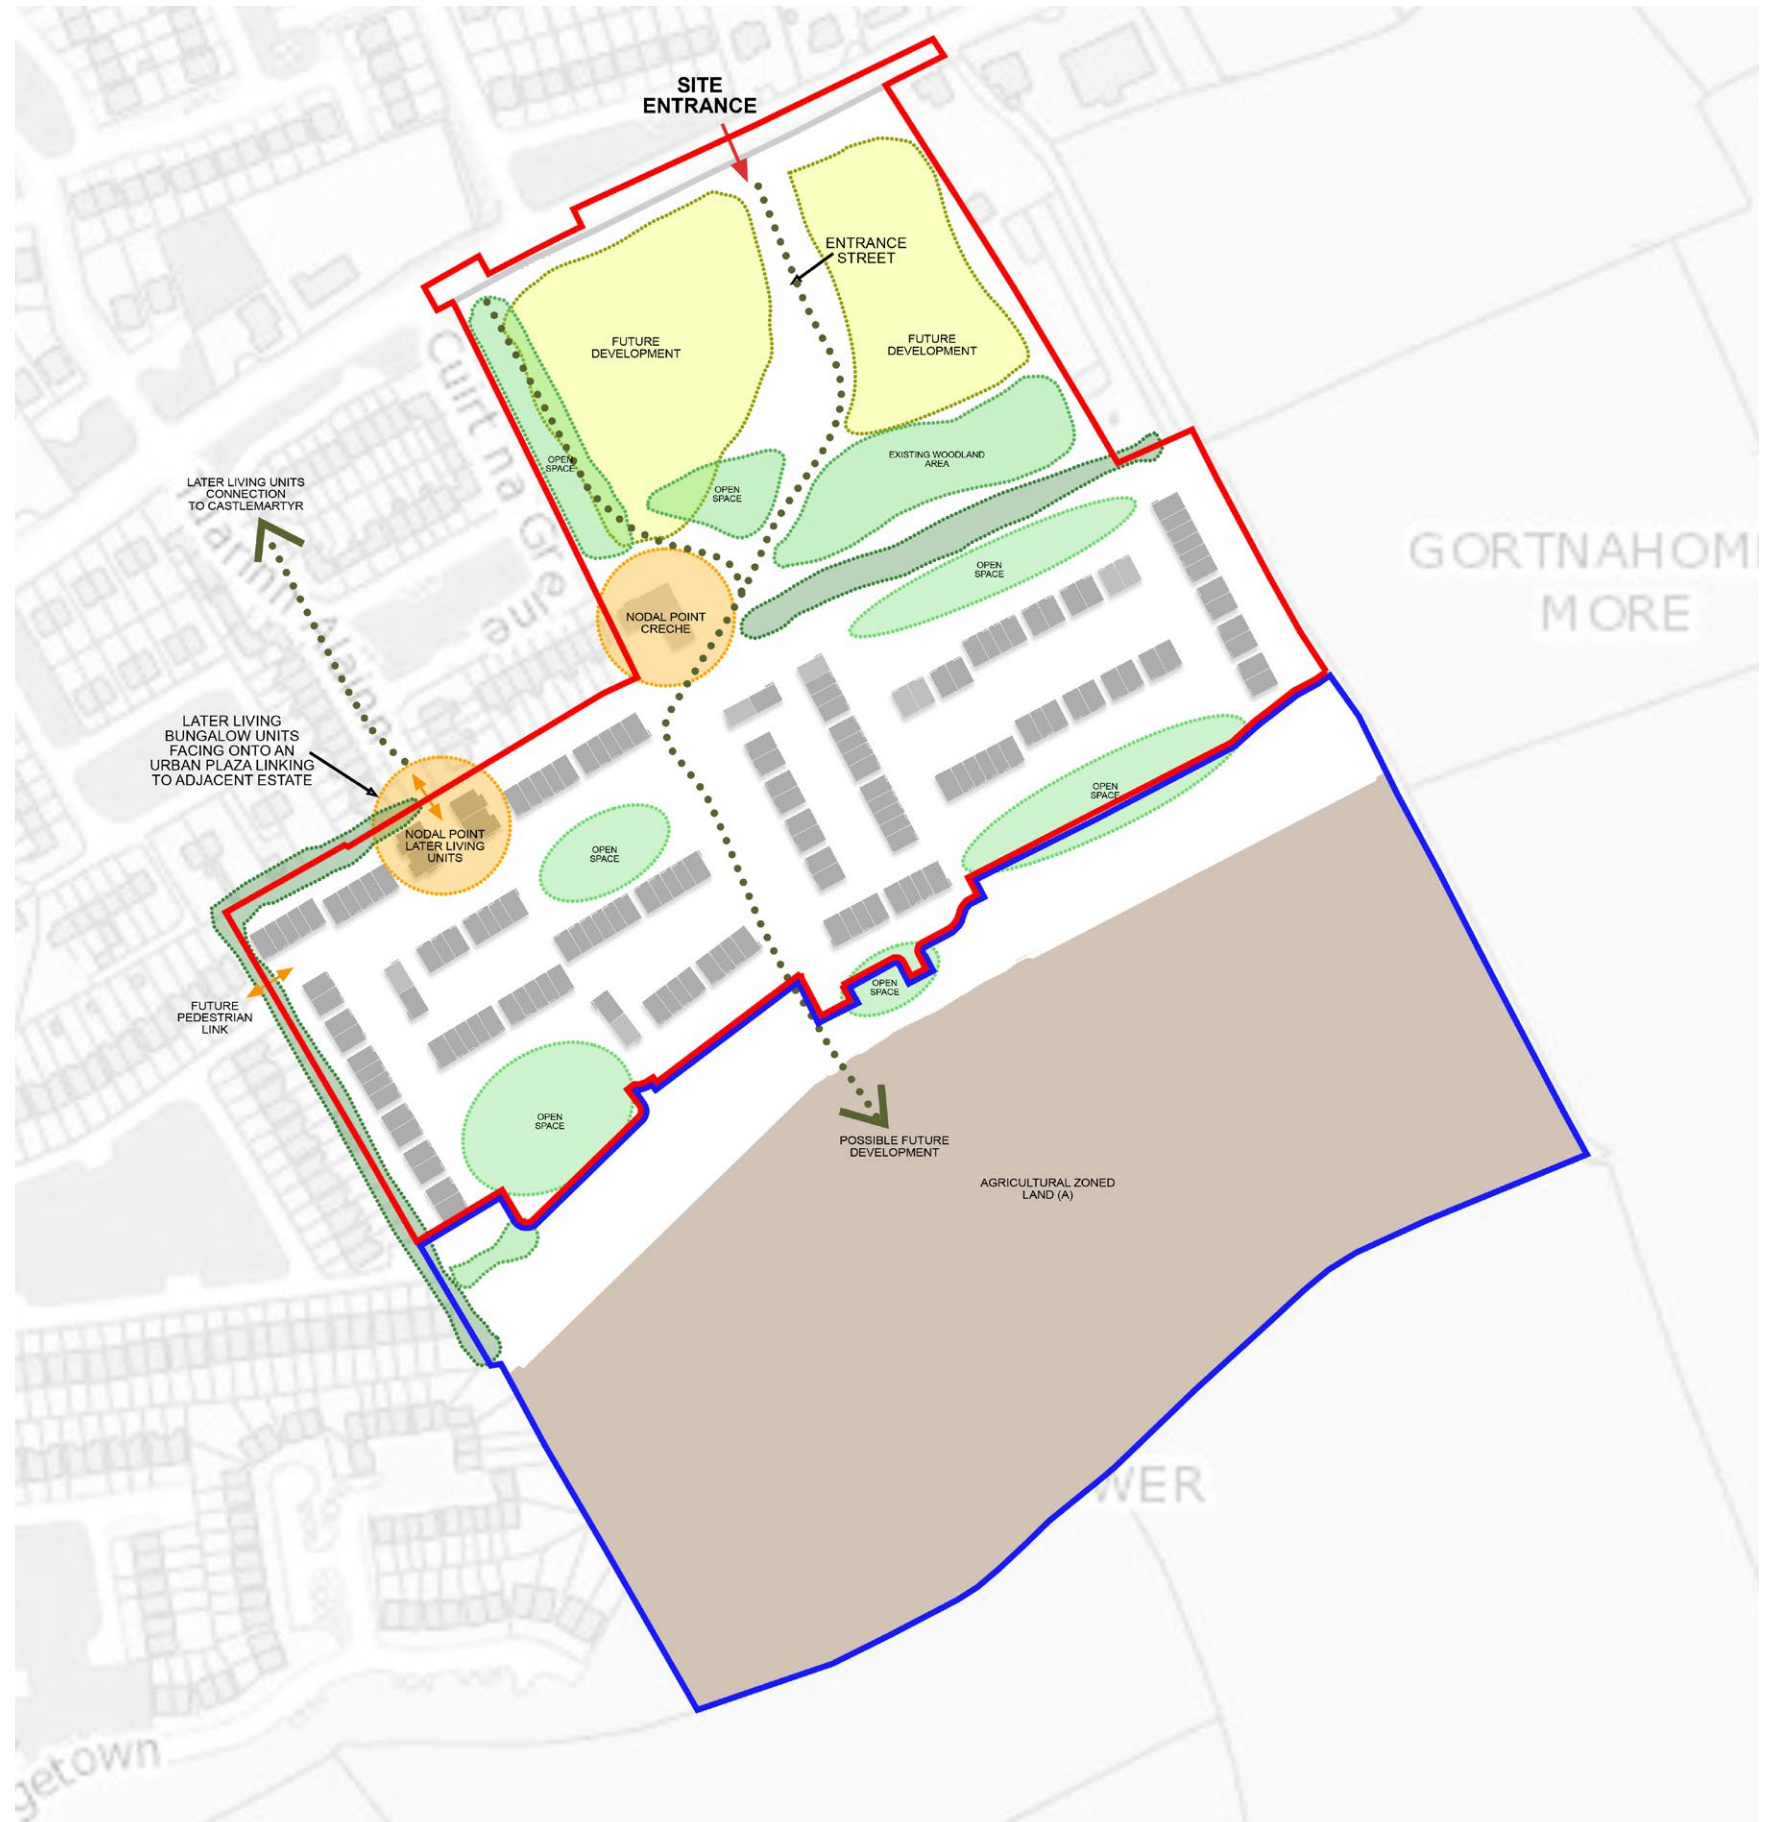 SITE
ENTRANCE
ENTRANCE
STREET
FUTURE
DEVELOPMENT
FUTURE
DEVELOPMENT
Cúirt na Gréine
OPEN
SPACE
EXISTING WOODLAND
AREA
OPEN
SPACE
LATER LIVING UNITS
CONNECTION
TO CASTLEMARTYR
GORTNAHOM
MORE
OPEN
SPACE
NODAL POINT
CRECHE
LATER LIVING
BUNGALOW UNITS
FACING ONTO AN
URBAN PLAZA LINKING
TO ADJACENT ESTATE
OPEN
SPACE
NODAL POINT
LATER LIVING
UNITS
OPEN
SPACE
OPEN
SPACE
FUTURE
PEDESTRIAN
LINK
OPEN
SPACE
POSSIBLE FUTURE
DEVELOPMENT
AGRICULTURAL ZONED
LAND (A)
WER
getown